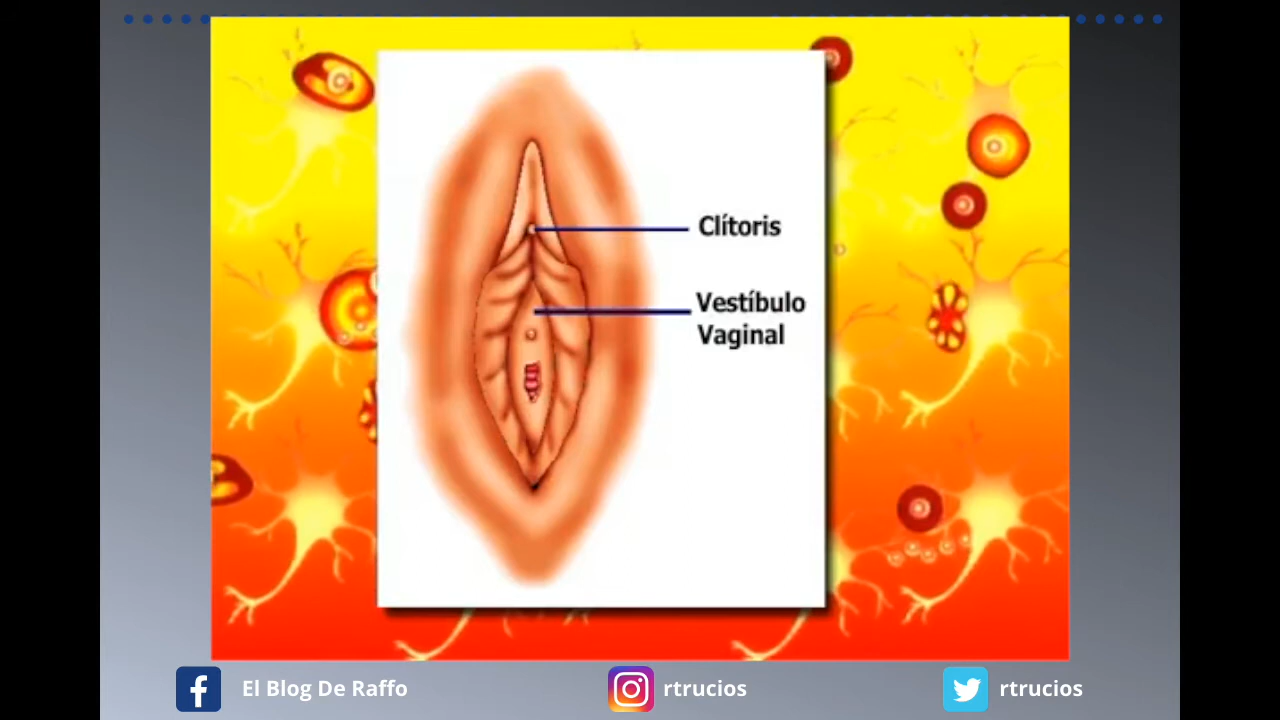 Clítoris
Vestíbulo
Vaginal
El Blog De Raffo
rtrucios
rtrucios